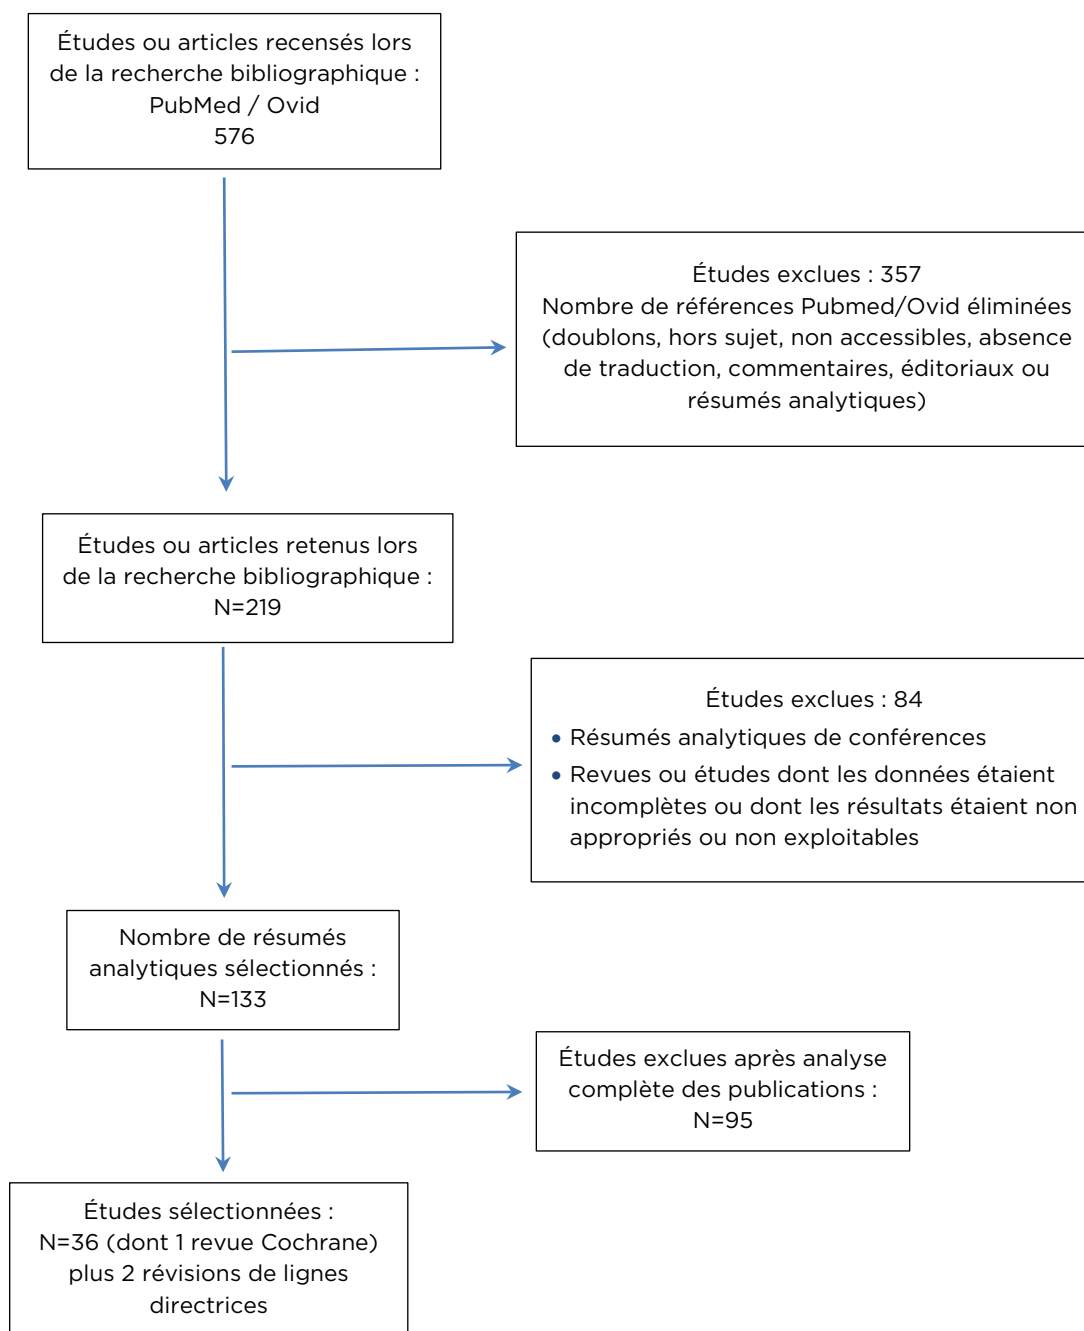 Études ou articles recensés lors
de la recherche bibliographique :
PubMed / Ovid
576
Études exclues : 357
Nombre de références Pubmed/Ovid éliminées
(doublons, hors sujet, non accessibles, absence
de traduction, commentaires, éditoriaux ou
résumés analytiques)
Études ou articles retenus lors
de la recherche bibliographique :
N=219
Études exclues : 84
• Résumés analytiques de conférences
• Revues ou études dont les données étaient
incomplètes ou dont les résultats étaient non
appropriés ou non exploitables
Nombre de résumés
analytiques sélectionnés :
N=133
Études exclues après analyse
complète des publications :
N=95
Études sélectionnées :
N=36 (dont 1 revue Cochrane)
plus 2 révisions de lignes
directrices